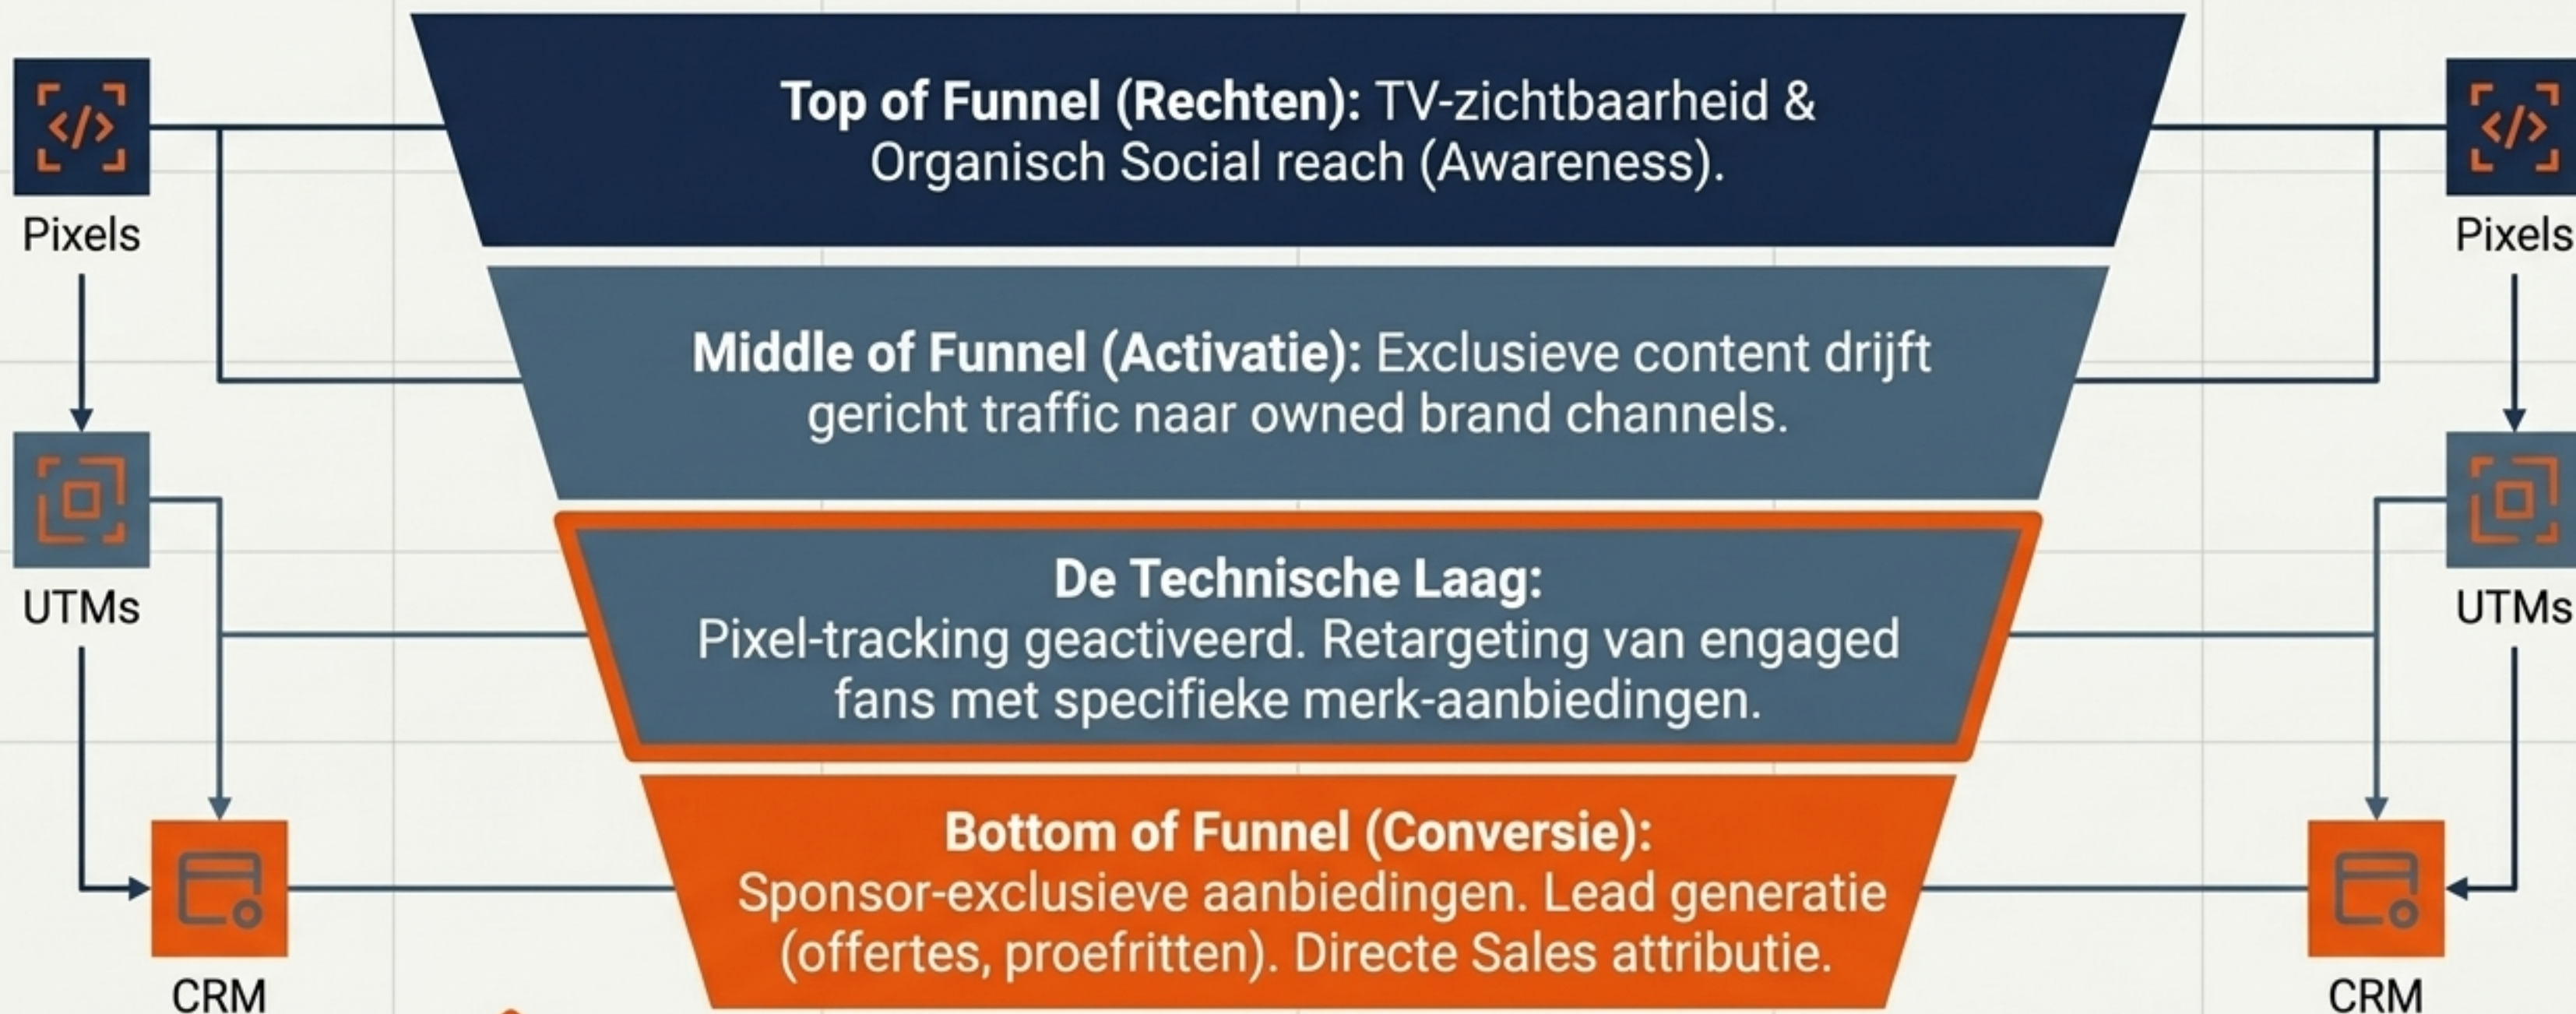 Top of Funnel (Rechten): TV-zichtbaarheid &
Organisch Social reach (Awareness).
Pixels
Pixels
Middle of Funnel (Activatie): Exclusieve content drijft
gericht traffic naar owned brand channels.
UTMs
UTMs
De Technische Laag:
Pixel-tracking geactiveerd. Retargeting van engaged
fans met specifieke merk-aanbiedingen.
Bottom of Funnel (Conversie):
Sponsor-exclusieve aanbiedingen. Lead generatie
(offertes, proefritten). Directe Sales attributie.
CRM
CRM